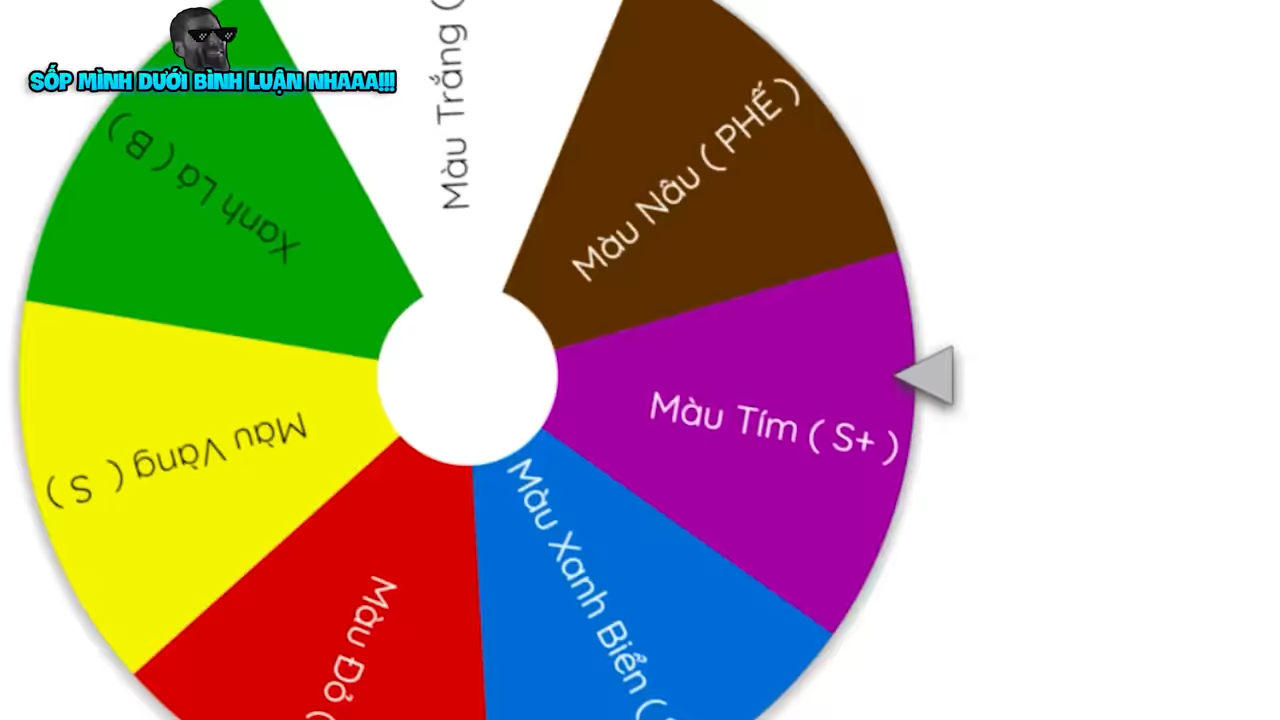 SỐP MÌNH DƯỚI BÌNH LUẬN NHAAA!!!
Màu Trắng (
Màu Nâu ( PHẾ )
Màu Tím ( S+ )
Màu Xanh Biển (
Màu Đỏ (
Màu Vàng ( S )
Xanh Lá ( B )